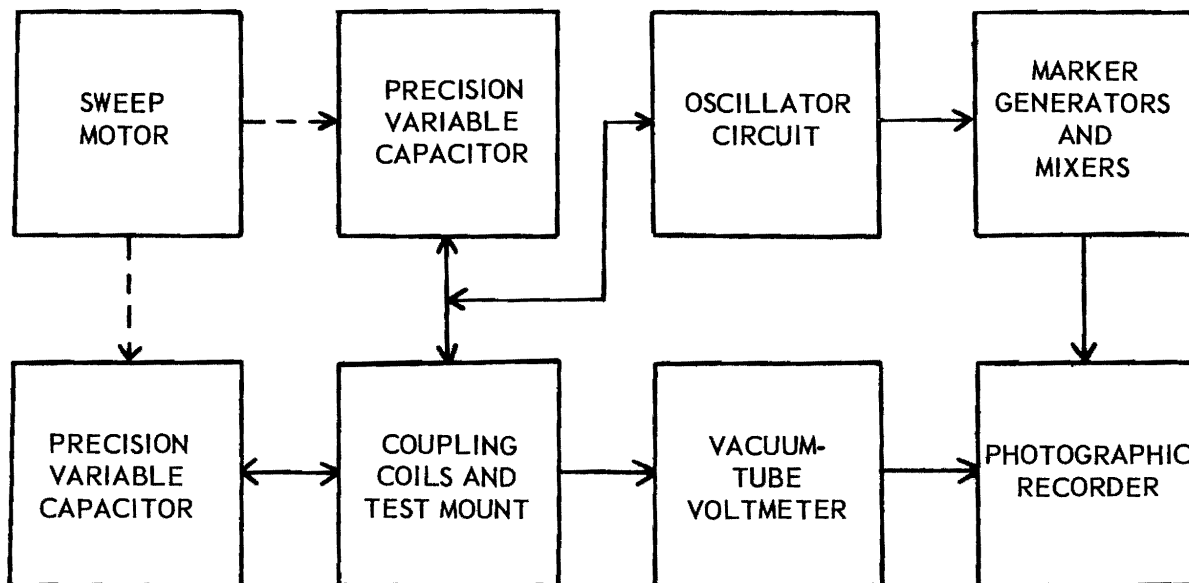 SWEEP
MOTOR
PRECISION
VARIABLE
CAPACITOR
OSCILLATOR
CIRCUIT
MARKER
GENERATORS
AND
MIXERS
PRECISION
VARIABLE
CAPACITOR
COUPLING
COILS AND
TEST MOUNT
VACUUM-
TUBE
VOLTMETER
PHOTOGRAPHIC
RECORDER